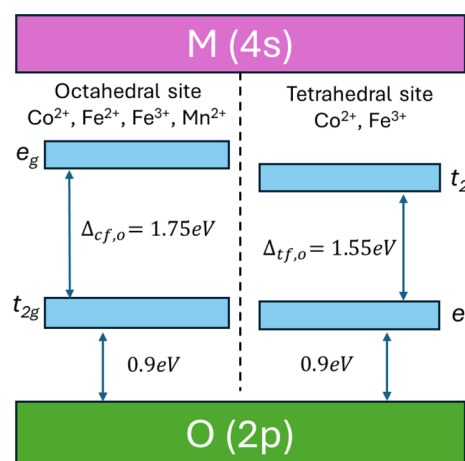 M (4s)
Octahedral site
Co²⁺, Fe²⁺, Fe³⁺, Mn²⁺
Tetrahedral site
Co²⁺, Fe³⁺
e_g
t_2
Δ_cf,o = 1.75eV
Δ_tf,o = 1.55eV
t_2g
e
0.9eV
0.9eV
O (2p)